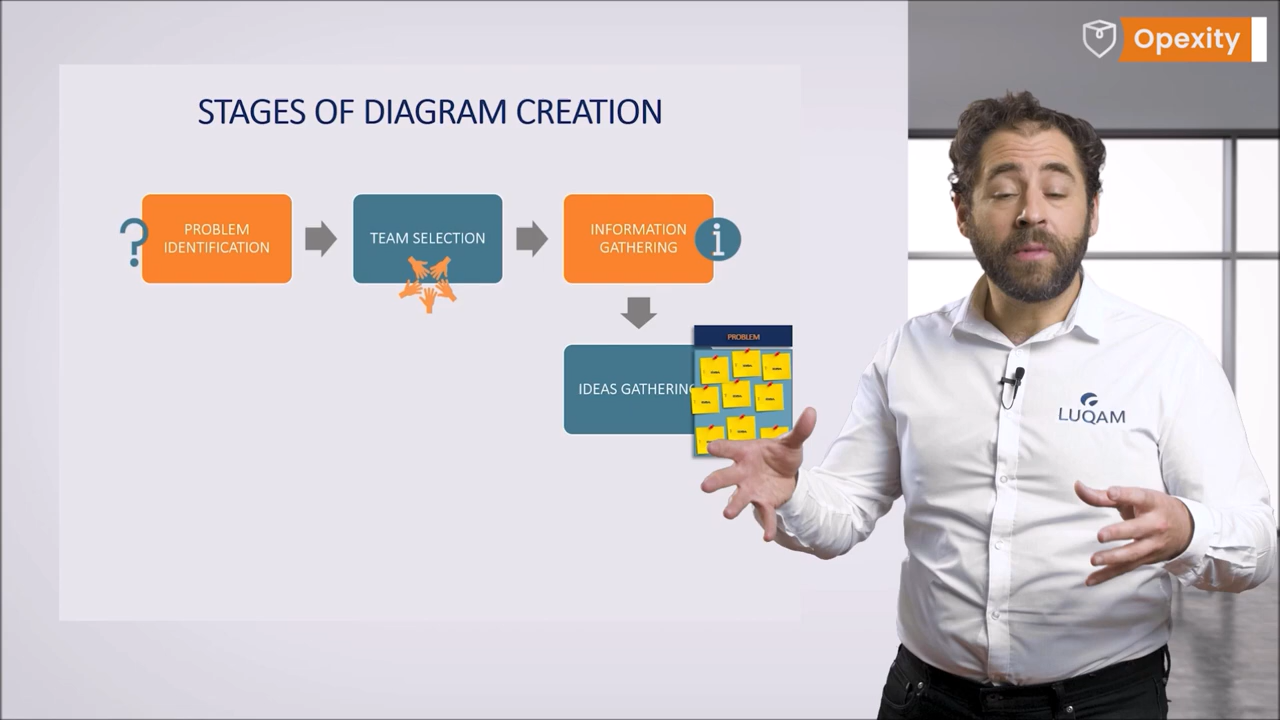 Opexity
STAGES OF DIAGRAM CREATION
PROBLEM
IDENTIFICATION
TEAM SELECTION
INFORMATION
GATHERING
i
PROBLEM
IDEAS GATHERING
LUQAM